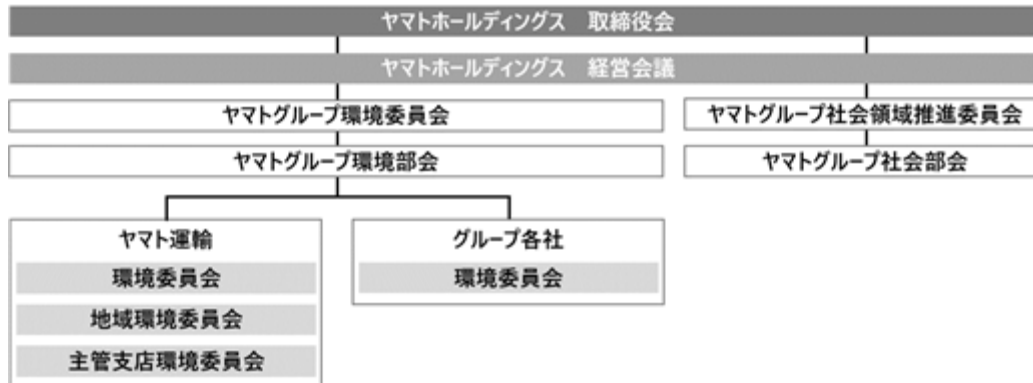 ヤマトホールディングス 取締役会
ヤマトホールディングス 経営会議
ヤマトグループ環境委員会
ヤマトグループ社会領域推進委員会
ヤマトグループ環境部会
ヤマトグループ社会部会
ヤマト運輸
環境委員会
地域環境委員会
主管支店環境委員会
グループ各社
環境委員会